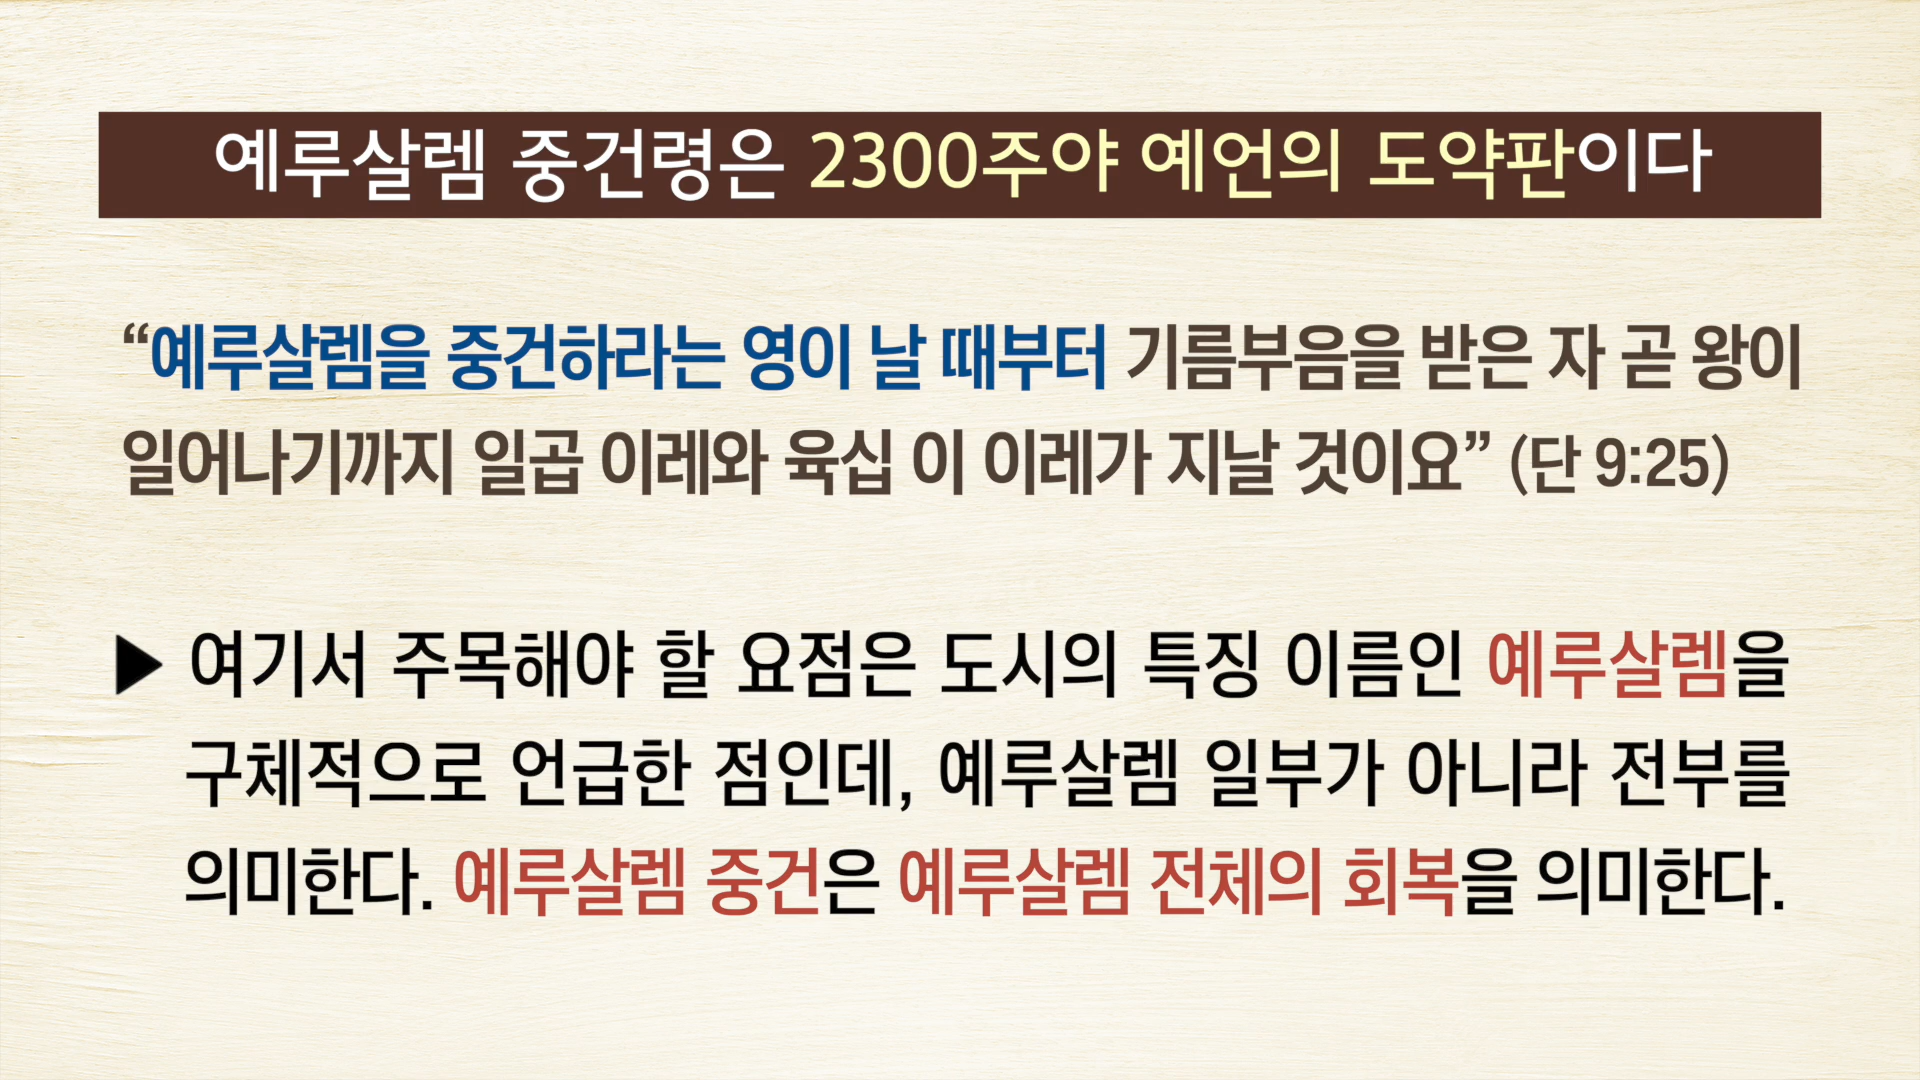 예루살렘 중건령은 2300주야 예언의 도약판이다
“예루살렘을 중건하라는 영이 날 때부터 기름부음을 받은 자 곧 왕이
일어나기까지 일곱 이레와 육십 이 이레가 지날 것이요” (단 9:25)
▶ 여기서 주목해야 할 요점은 도시의 특징 이름인 예루살렘을
구체적으로 언급한 점인데, 예루살렘 일부가 아니라 전부를
의미한다. 예루살렘 중건은 예루살렘 전체의 회복을 의미한다.